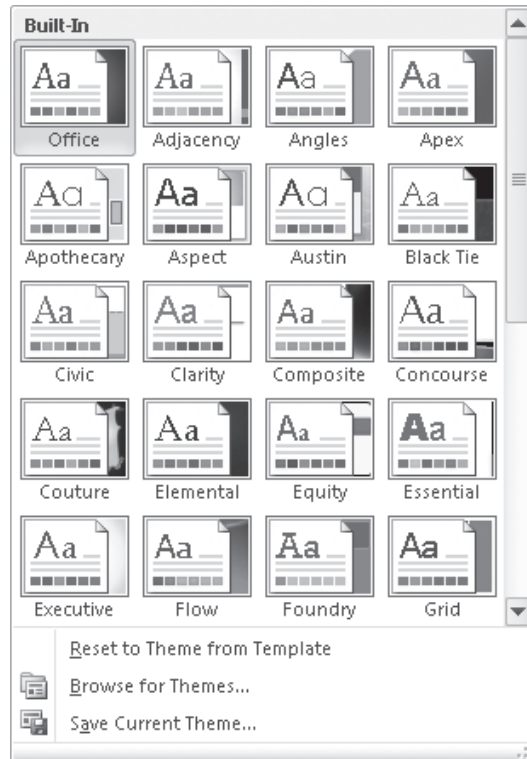 Built-In
Aa Aa Aa Aa
Office Adjacency Angles Apex
Aa Aa Aa Aa
Apothecary Aspect Austin Black Tie
Aa Aa Aa Aa
Civic Clarity Composite Concourse
Aa Aa Aa Aa
Couture Elemental Equity Essential
Aa Aa Aa Aa
Executive Flow Foundry Grid
Reset to Theme from Template
Browse for Themes...
Save Current Theme...